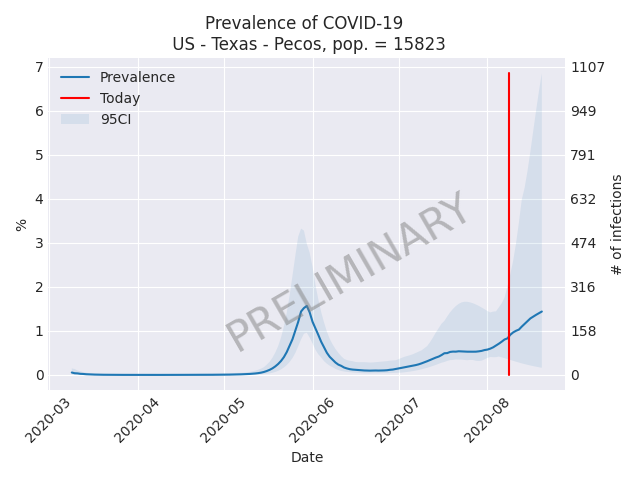 Prevalence of COVID-19
US - Texas - Pecos, pop. = 15823
Prevalence
Today
95CI
7
6
5
4
3
2
1
0
%
1107
949
791
632
474
316
158
0
# of infections
PRELIMINARY
2020-03
2020-04
2020-05
2020-06
2020-07
2020-08
Date